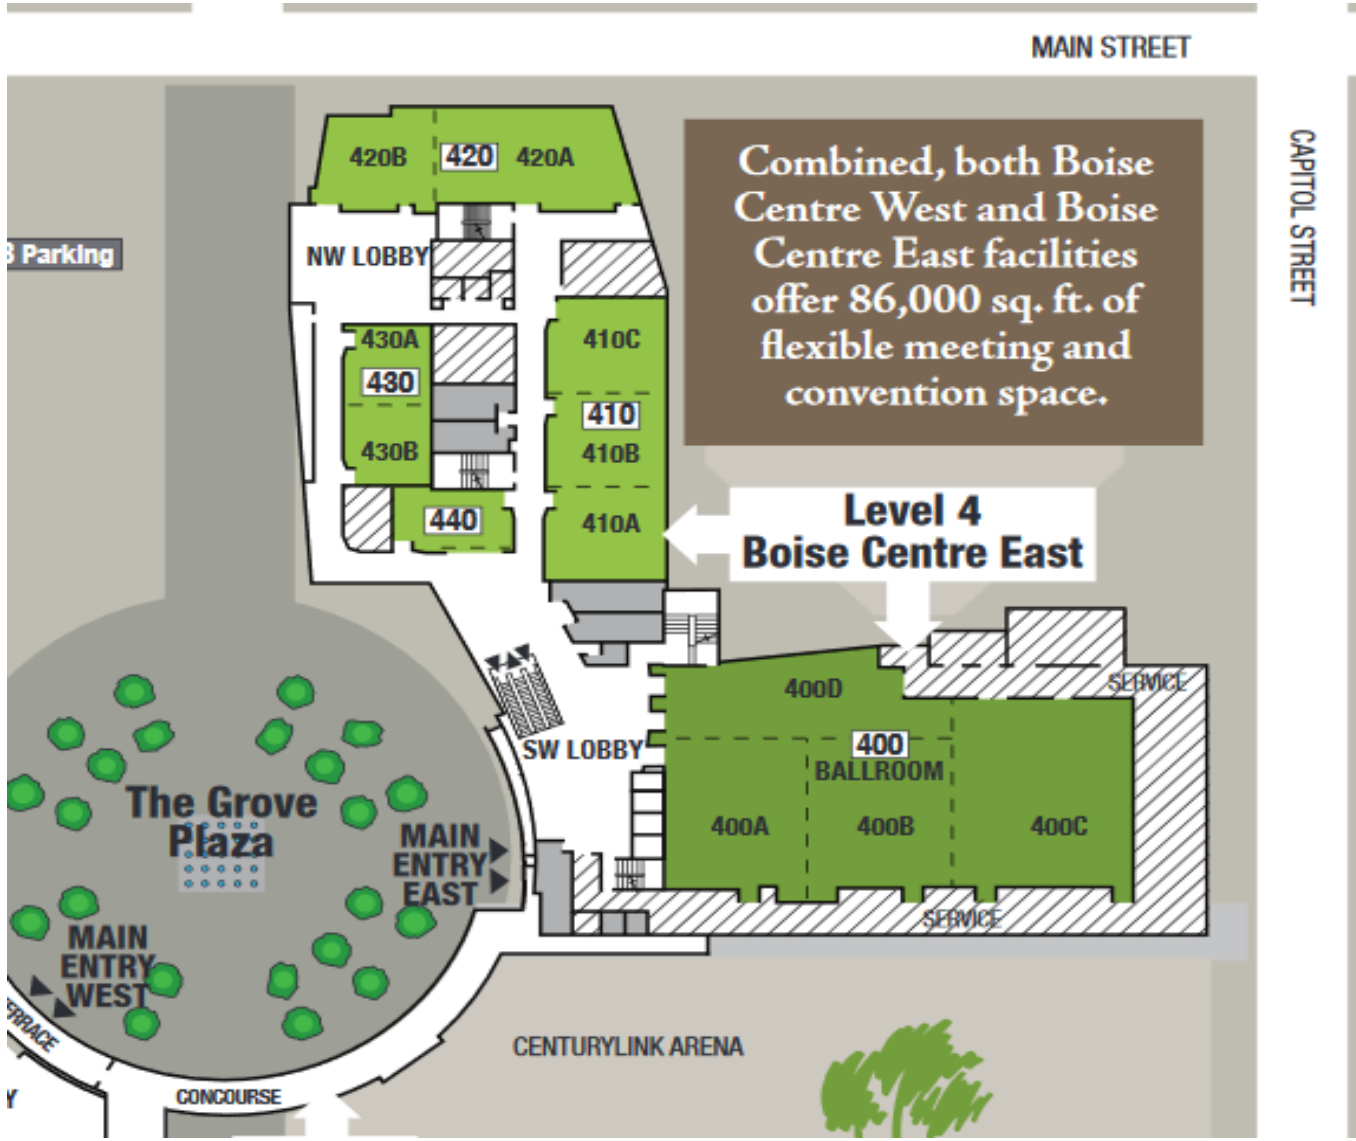 MAIN STREET
CAPITOL STREET
420B
420
420A
Combined, both Boise
Centre West and Boise
Centre East facilities
offer 86,000 sq. ft. of
flexible meeting and
convention space.
NW LOBBY
Parking
430A
410C
430
410
430B
410B
440
410A
Level 4
Boise Centre East
400D
SERVICE
SW LOBBY
400
BALLROOM
The Grove
Plaza
400A
400B
400C
MAIN
ENTRY
EAST
SERVICE
MAIN
ENTRY
WEST
CENTURYLINK ARENA
CONCOURSE